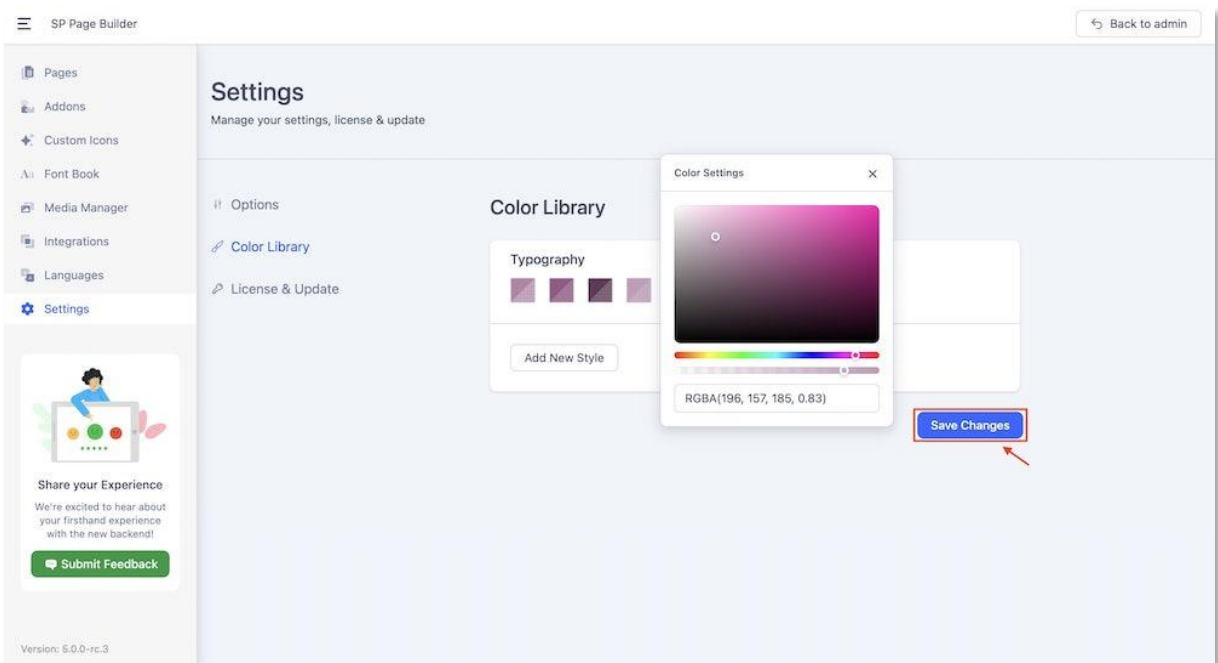 SP Page Builder
Back to admin
Pages
Addons
Custom Icons
Aa Font Book
Media Manager
Integrations
Languages
Settings
Share your Experience
We're excited to hear about
your firsthand experience
with the new backend!
Submit Feedback
Version: 5.0.0-rc.3
Settings
Manage your settings, license & update
Options
Color Library
License & Update
Color Library
Typography
Add New Style
Color Settings
RGBA(196, 157, 185, 0.83)
Save Changes